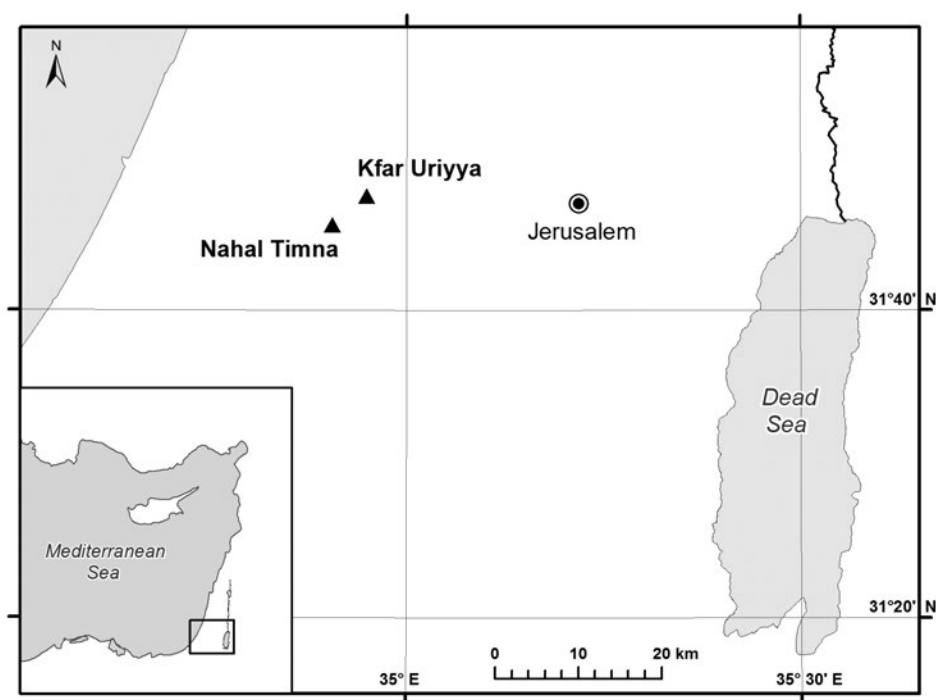 N
Kfar Uriyya
Nahal Timna
Jerusalem
31°40' N
Dead
Sea
Mediterranean
Sea
31°20' N
0 10 20 km
35° E
35° 30' E